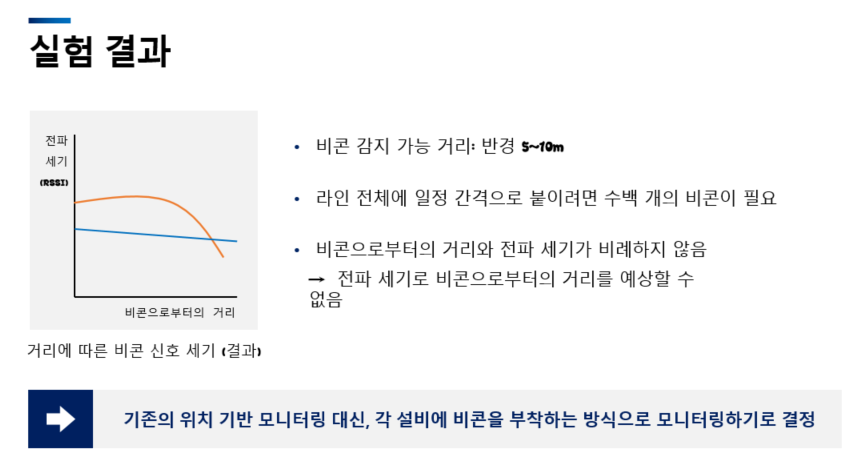 실험 결과
전파
세기
(RSSI)
비콘으로부터의 거리
거리에 따른 비콘 신호 세기 (결과)
• 비콘 감지 가능 거리: 반경 5~10m
• 라인 전체에 일정 간격으로 붙이려면 수백 개의 비콘이 필요
• 비콘으로부터의 거리와 전파 세기가 비례하지 않음
→ 전파 세기로 비콘으로부터의 거리를 예상할 수
없음
기존의 위치 기반 모니터링 대신, 각 설비에 비콘을 부착하는 방식으로 모니터링하기로 결정